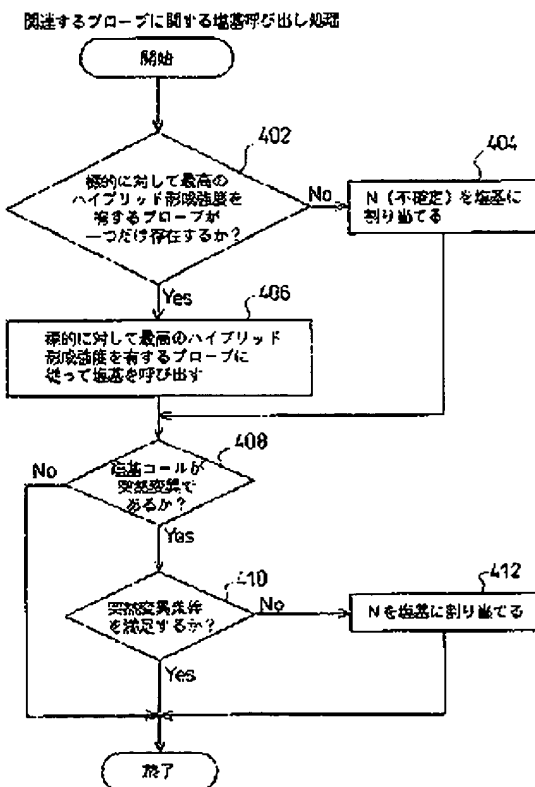 関連するプローブに関する塩基呼び出し処理
開始
402
標的に対して最高の
ハイブリッド形成強度を
有するプローブが
一つだけ存在するか?
No
404
N(不確定)を塩基に
割り当てる
Yes
406
標的に対して最高のハイブリッド
形成強度を有するプローブに
従って塩基を呼び出す
408
No
塩基コールが
突然変異で
あるか?
Yes
410
突然変異条件
を満足するか?
No
412
Nを塩基に割り当てる
Yes
終了